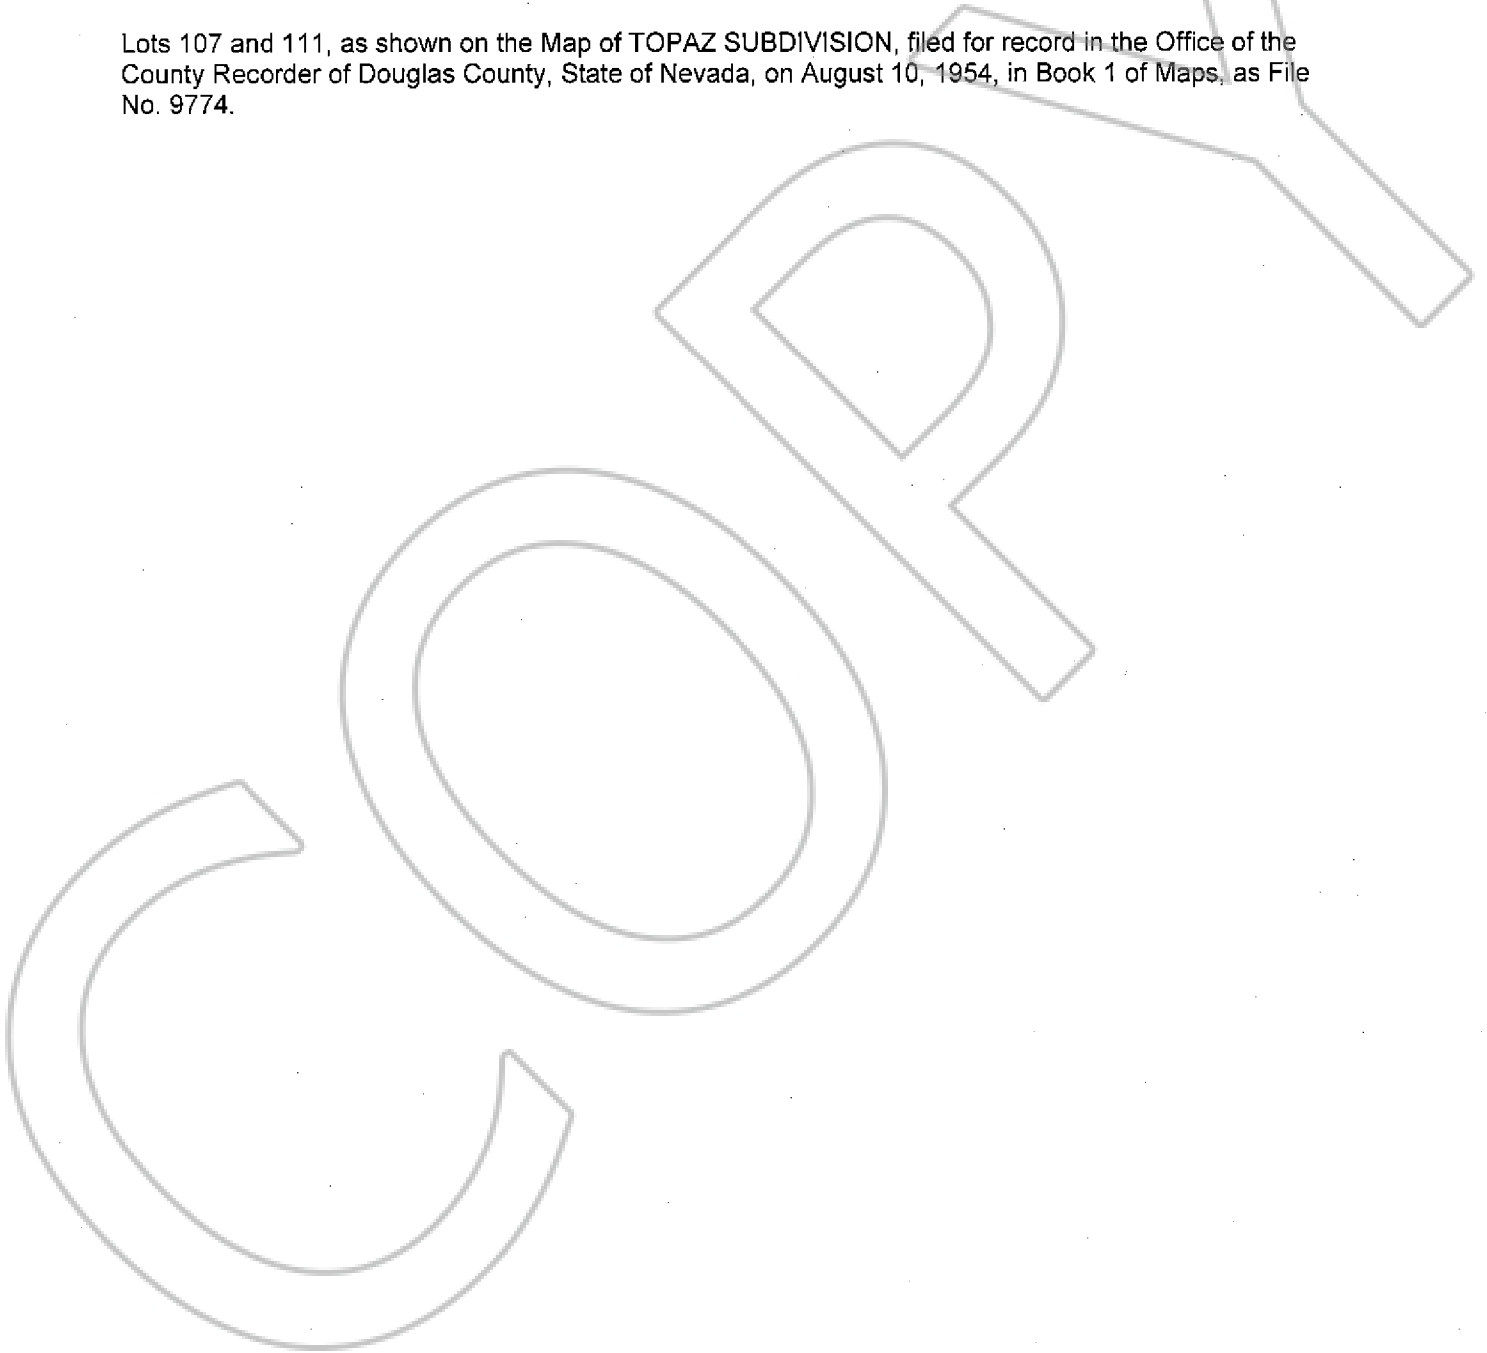 Lots 107 and 111, as shown on the Map of TOPAZ SUBDIVISION, filed for record in the Office of the
County Recorder of Douglas County, State of Nevada, on August 10, 1954, in Book 1 of Maps, as File
No. 9774.
COPY